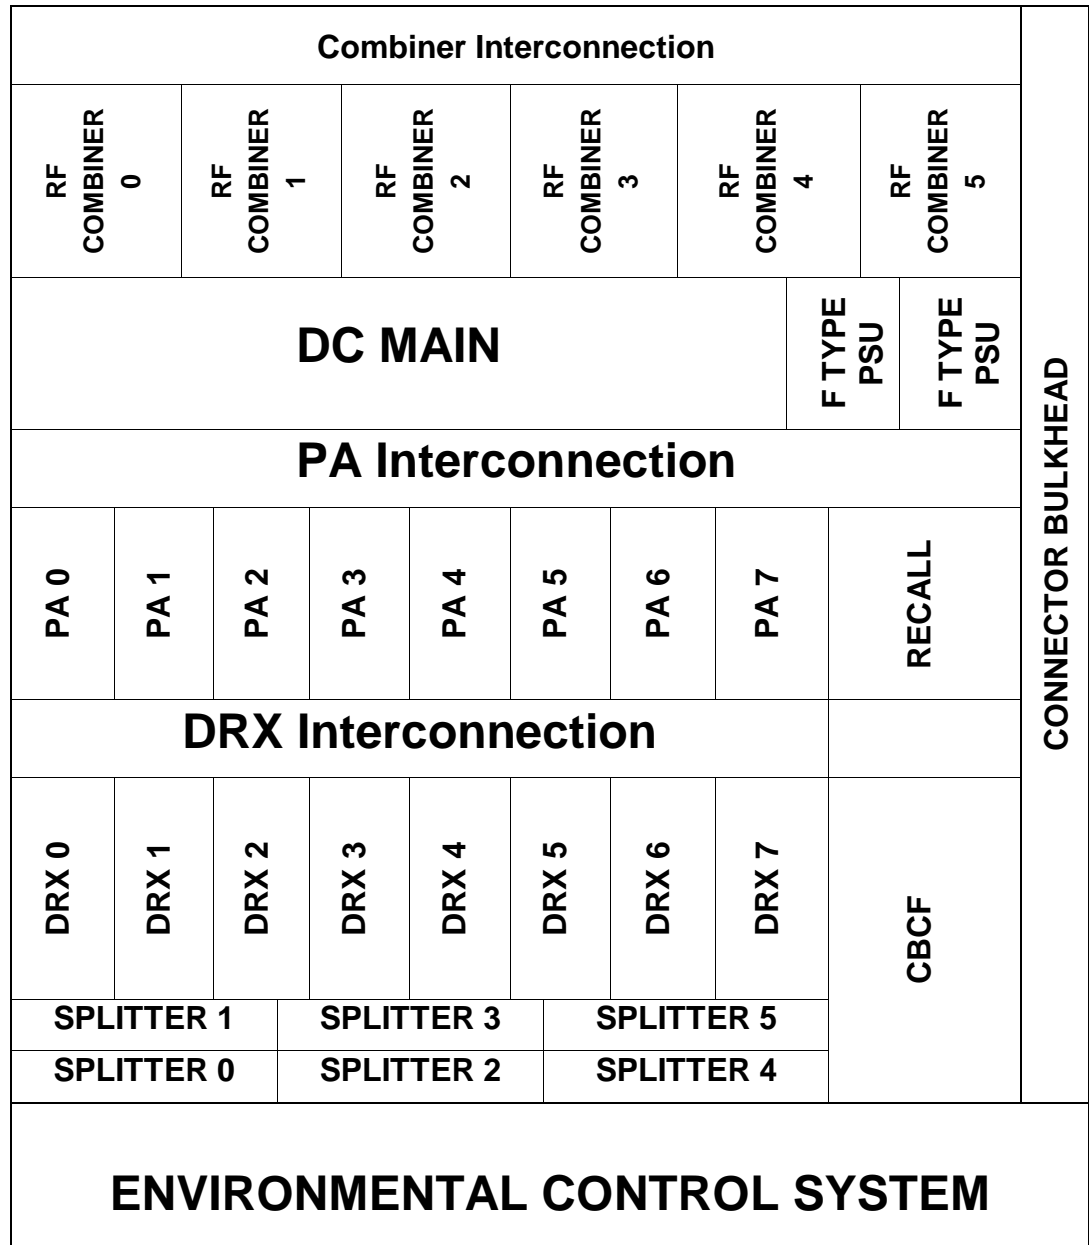 Combiner Interconnection
RF
COMBINER
0
RF
COMBINER
1
RF
COMBINER
2
RF
COMBINER
3
RF
COMBINER
4
RF
COMBINER
5
DC MAIN
F TYPE
PSU
F TYPE
PSU
CONNECTOR BULKHEAD
PA Interconnection
PA 0
PA 1
PA 2
PA 3
PA 4
PA 5
PA 6
PA 7
RECALL
DRX Interconnection
DRX 0
DRX 1
DRX 2
DRX 3
DRX 4
DRX 5
DRX 6
DRX 7
CBCF
SPLITTER 1
SPLITTER 3
SPLITTER 5
SPLITTER 0
SPLITTER 2
SPLITTER 4
ENVIRONMENTAL CONTROL SYSTEM